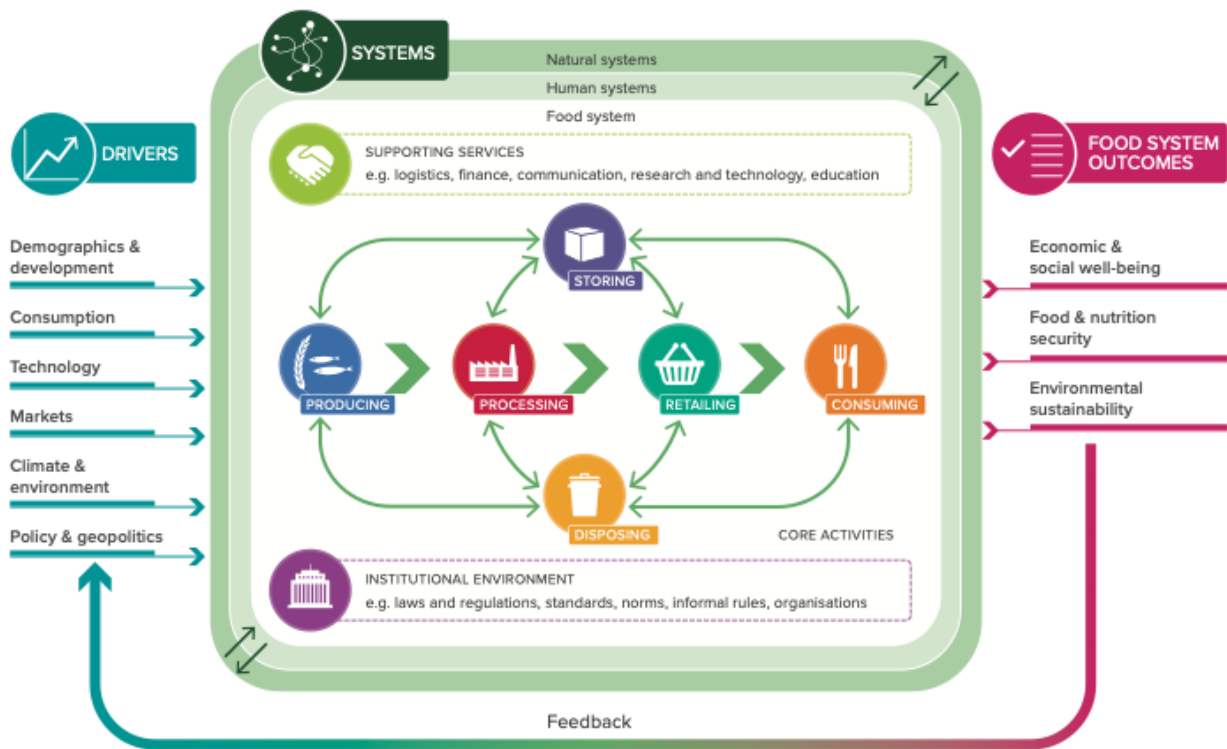 SYSTEMS
Natural systems
Human systems
Food system
DRIVERS
Demographics &
development
Consumption
Technology
Markets
Climate &
environment
Policy & geopolitics
SUPPORTING SERVICES
e.g. logistics, finance, communication, research and technology, education
STORING
PRODUCING
PROCESSING
RETAILING
CONSUMING
DISPOSING
CORE ACTIVITIES
INSTITUTIONAL ENVIRONMENT
e.g. laws and regulations, standards, norms, informal rules, organisations
FOOD SYSTEM
OUTCOMES
Economic &
social well-being
Food & nutrition
security
Environmental
sustainability
Feedback